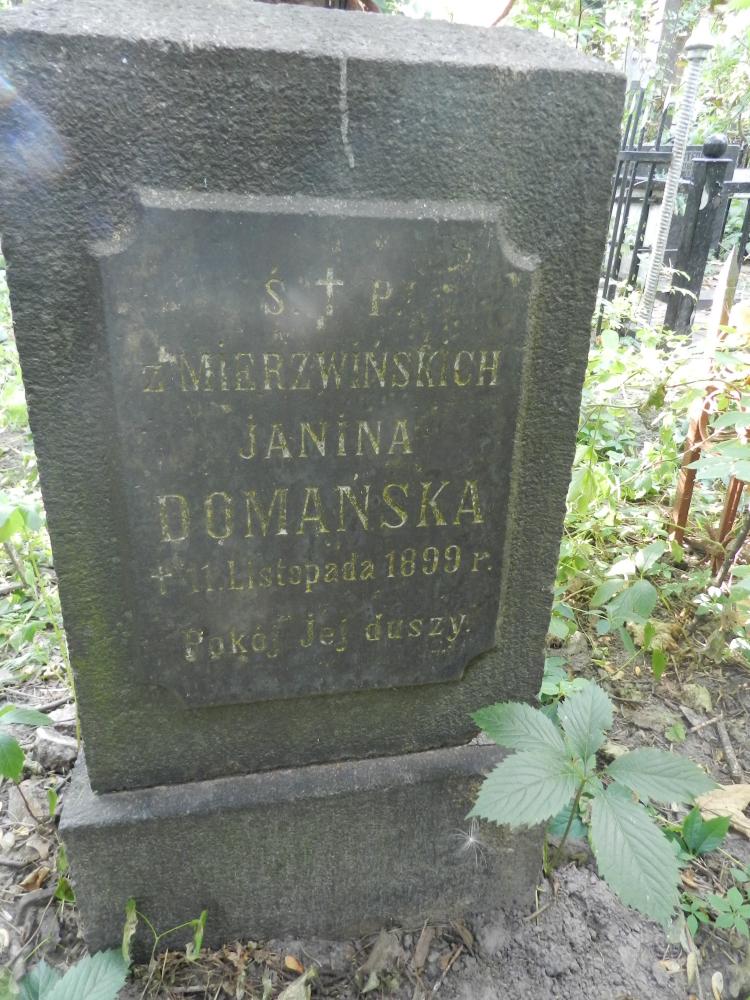 Ś. † P.
z MIERZWIŃSKICH
JANINA
DOMAŃSKA
† 11. Listopada 1899 r.
Pokój Jej duszy.